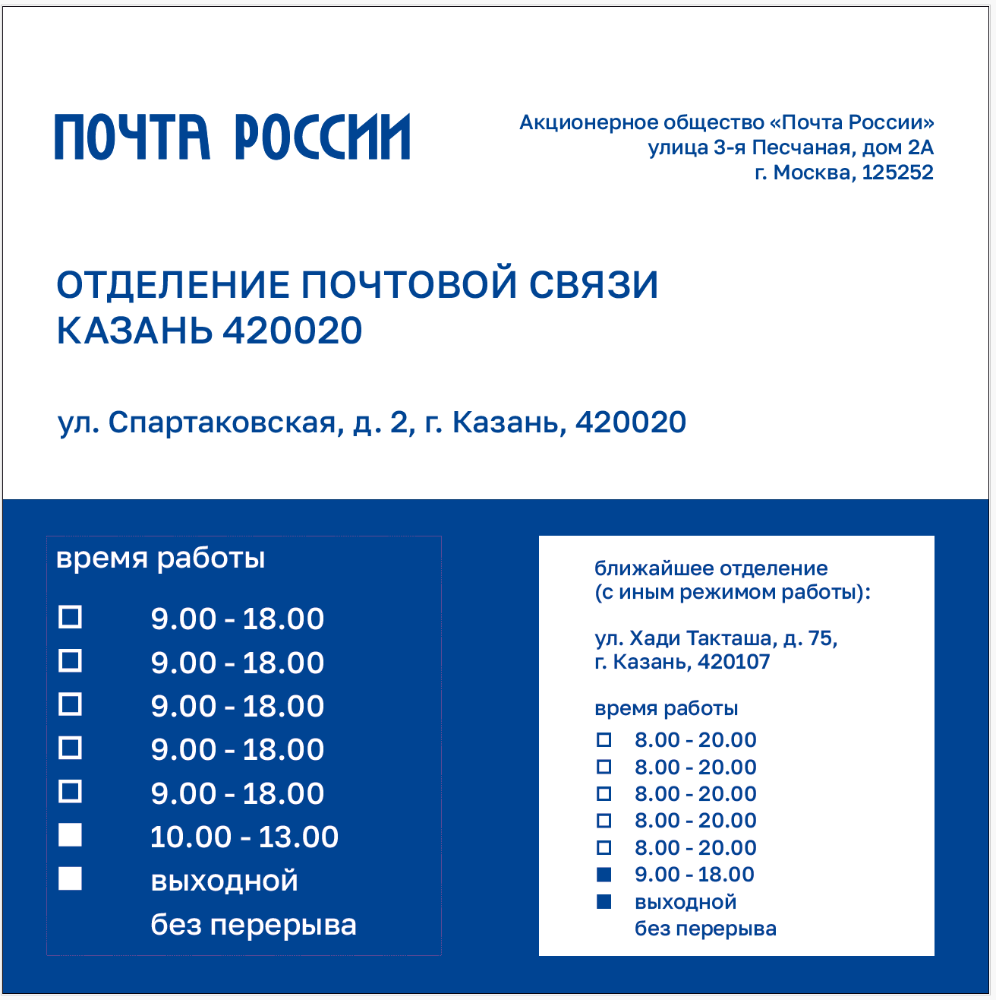 ПОЧТА РОССИИ
Акционерное общество «Почта России»
улица 3-я Песчаная, дом 2А
г. Москва, 125252
ОТДЕЛЕНИЕ ПОЧТОВОЙ СВЯЗИ
КАЗАНЬ 420020
ул. Спартаковская, д. 2, г. Казань, 420020
время работы
9.00 - 18.00
9.00 - 18.00
9.00 - 18.00
9.00 - 18.00
9.00 - 18.00
10.00 - 13.00
выходной
без перерыва
ближайшее отделение
(с иным режимом работы):
ул. Хади Такташа, д. 75,
г. Казань, 420107
время работы
8.00 - 20.00
8.00 - 20.00
8.00 - 20.00
8.00 - 20.00
8.00 - 20.00
9.00 - 18.00
выходной
без перерыва